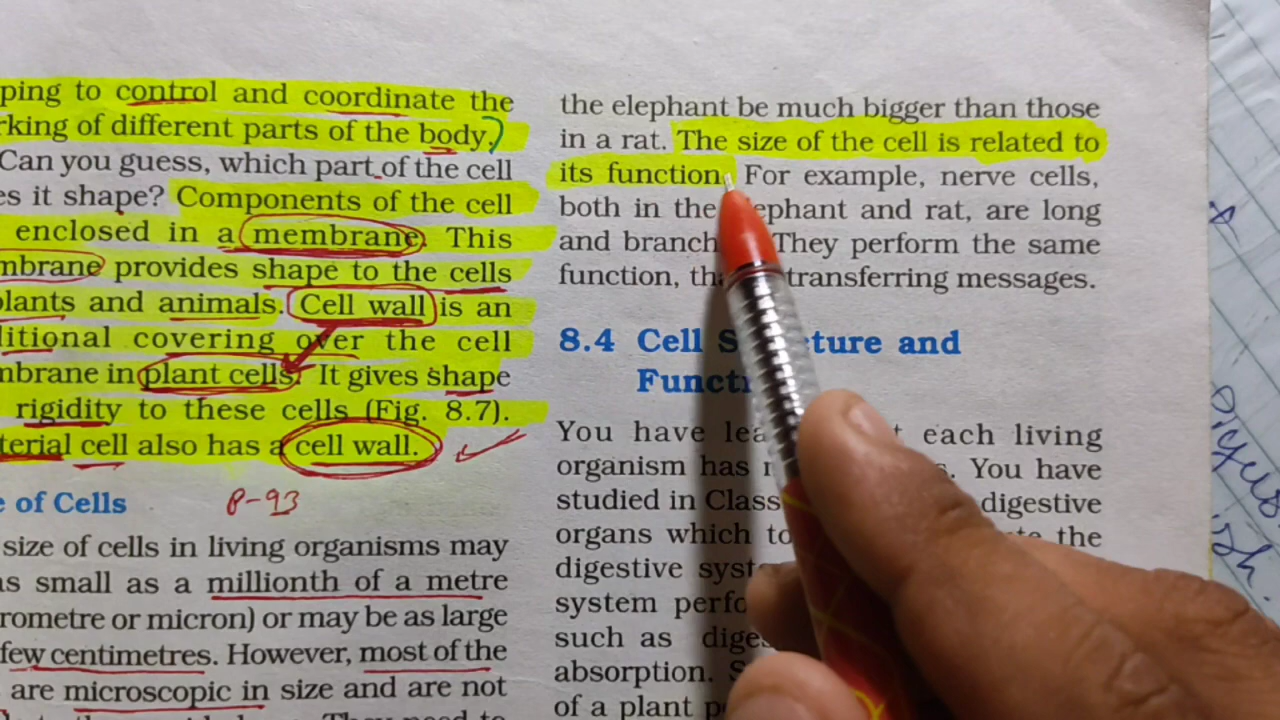 ping to control and coordinate the
rking of different parts of the body.)
Can you guess, which part of the cell
es it shape? Components of the cell
enclosed in a membrane. This
mbrane provides shape to the cells
plants and animals. Cell wall is an
litional covering over the cell
mbrane in plant cells. It gives shape
rigidity to these cells (Fig. 8.7).
terial cell also has a cell wall.
e of Cells P-93
size of cells in living organisms may
as small as a millionth of a metre
rometre or micron) or may be as large
few centimetres. However, most of the
are microscopic in size and are not
the elephant be much bigger than those
in a rat. The size of the cell is related to
its function. For example, nerve cells,
both in the ephant and rat, are long
and branch They perform the same
function, tha transferring messages.
8.4 Cell S cture and
Functi
You have lea t each living
organism has . You have
studied in Class digestive
organs which to the
digestive syst
system perfo
such as diges
absorption. S
of a plant p